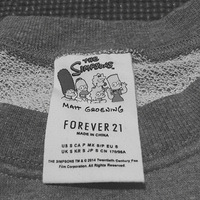 THE
SIMPSONS
MATT GROENING
FOREVER 21
MADE IN CHINA
US S CA P MX 6/P EU S
UK S KR S JP S CN 170/88A
THE SIMPSONS TM & © 2014 Twentieth Century Fox
Film Corporation. All Rights Reserved.